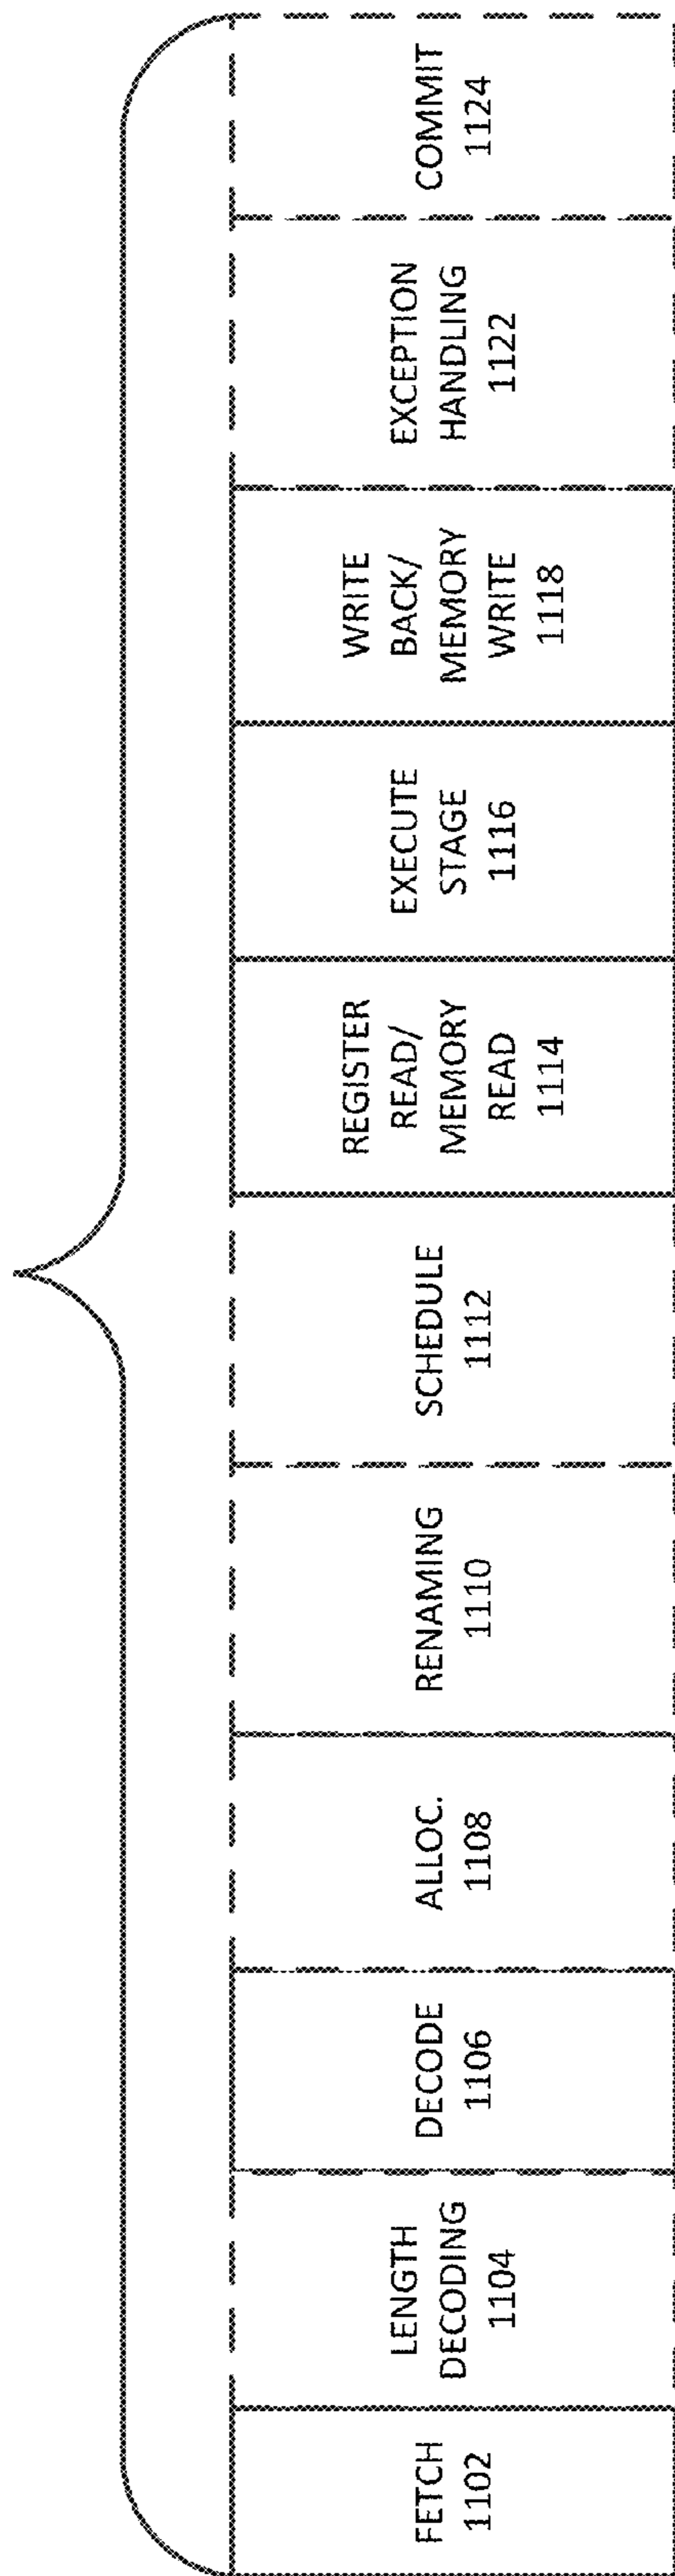 FETCH
1102
LENGTH
DECODING
1104
DECODE
1106
ALLOC.
1108
RENAMING
1110
SCHEDULE
1112
REGISTER
READ/
MEMORY
READ
1114
EXECUTE
STAGE
1116
WRITE
BACK/
MEMORY
WRITE
1118
EXCEPTION
HANDLING
1122
COMMIT
1124